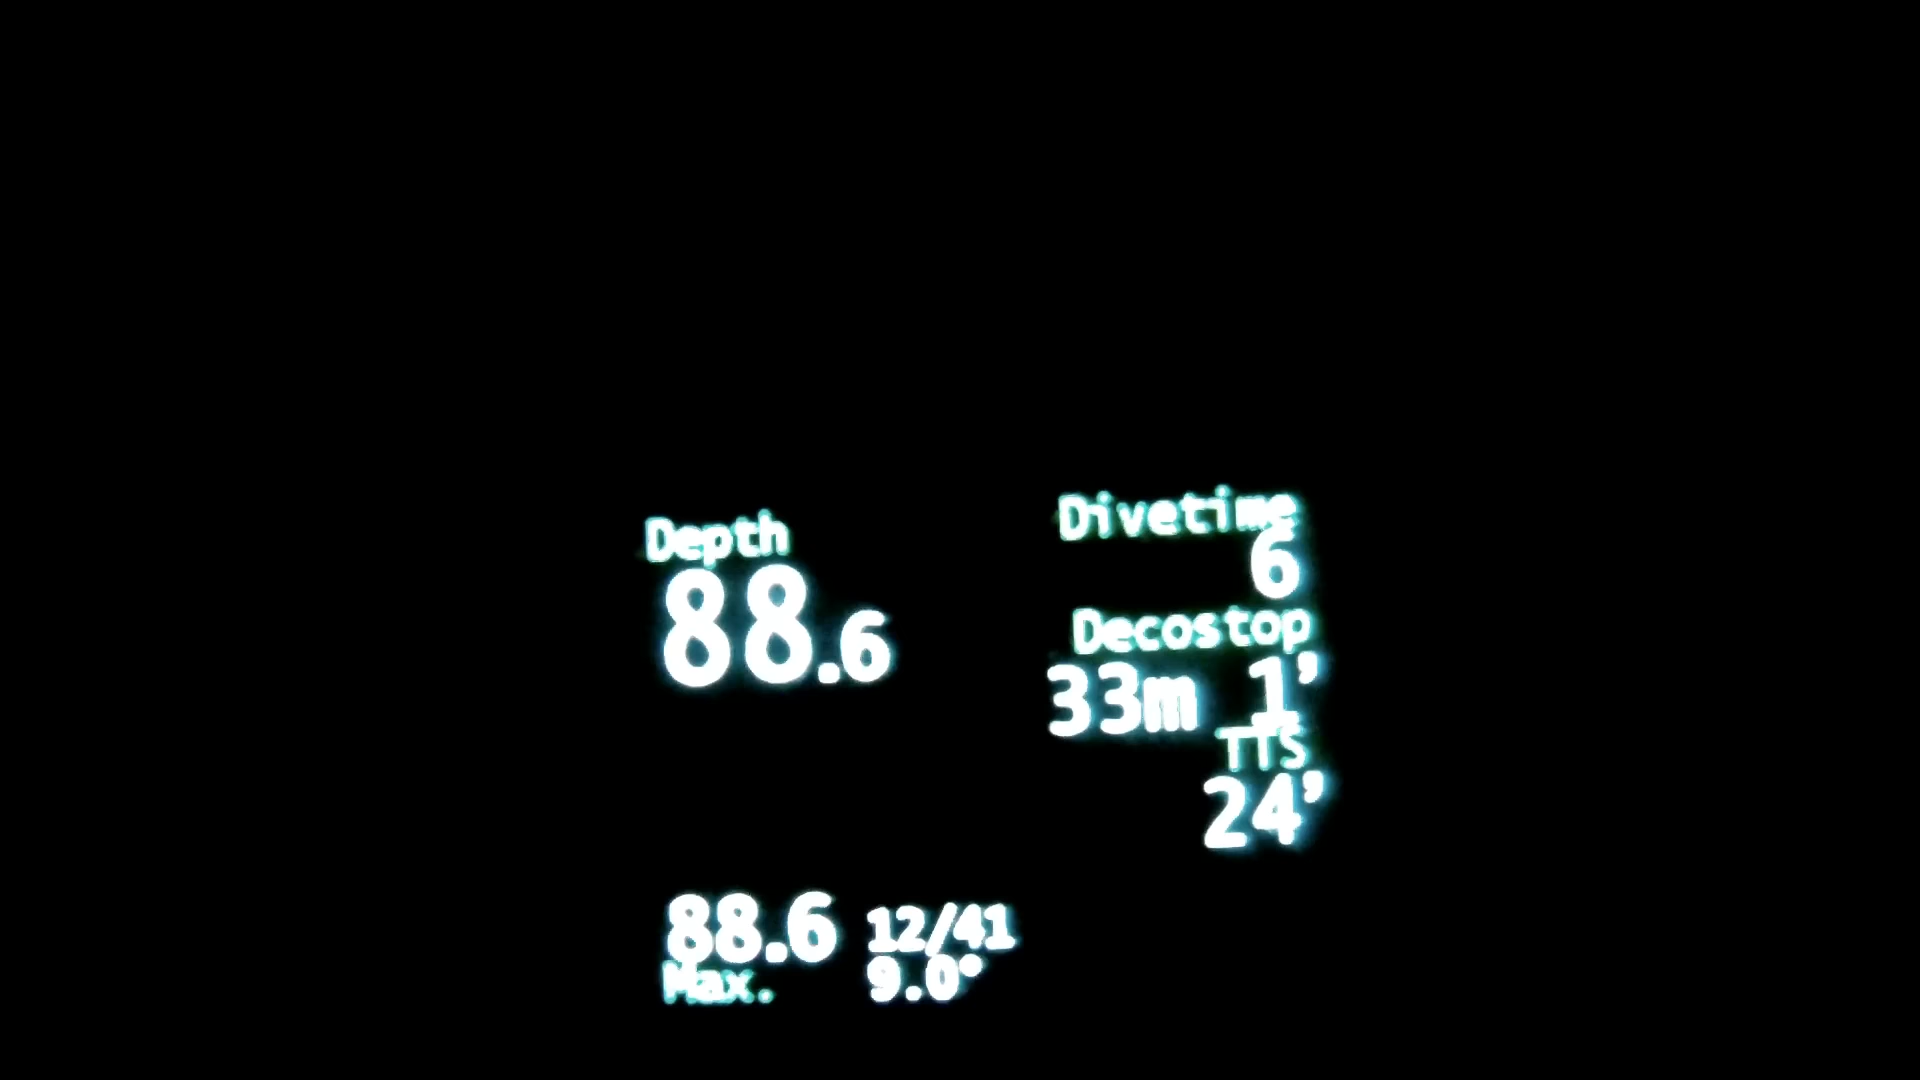 Depth
88.6
Divetime
6
Decostop
33m 1’
TTS
24’
88.6 12/41
Max. 9.0°